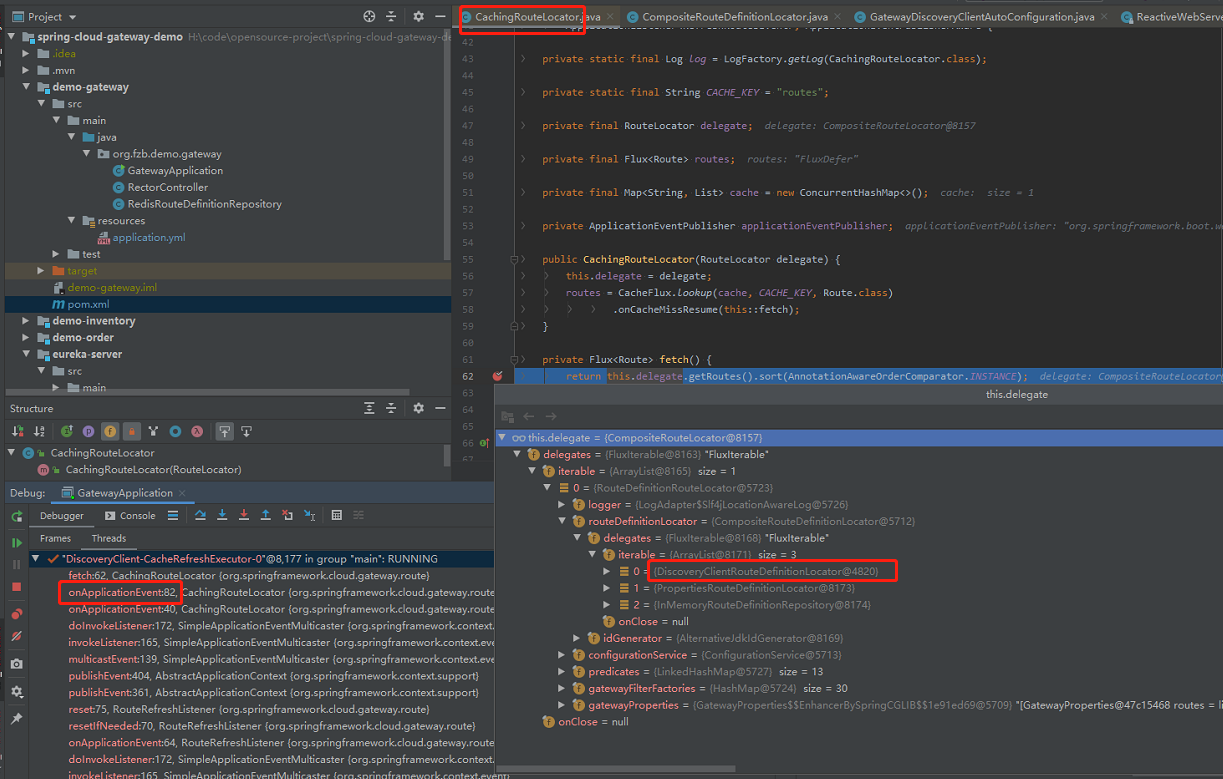 Project
spring-cloud-gateway-demo H:\code\opensource-project\spring-cloud-gateway-de
.idea
.mvn
demo-gateway
src
main
java
org.fzb.demo.gateway
GatewayApplication
RectorController
RedisRouteDefinitionRepository
resources
application.yml
test
target
demo-gateway.iml
pom.xml
demo-inventory
demo-order
eureka-server
src
main
CachingRouteLocator.java
CompositeRouteDefinitionLocator.java
GatewayDiscoveryClientAutoConfiguration.java
ReactiveWebServe
42
43 private static final Log log = LogFactory.getLog(CachingRouteLocator.class);
44
45 private static final String CACHE_KEY = "routes";
46
47 private final RouteLocator delegate; delegate: CompositeRouteLocator@8157
48
49 private final Flux<Route> routes; routes: "FluxDefer"
50
51 private final Map<String, List> cache = new ConcurrentHashMap<>(); cache: size = 1
52
53 private ApplicationEventPublisher applicationEventPublisher; applicationEventPublisher: "org.springframework.boot.w
54
55 public CachingRouteLocator(RouteLocator delegate) {
56 this.delegate = delegate;
57 routes = CacheFlux.lookup(cache, CACHE_KEY, Route.class)
58 .onCacheMissResume(this::fetch);
59 }
60
61 private Flux<Route> fetch() {
62 return this.delegate.getRoutes().sort(AnnotationAwareOrderComparator.INSTANCE); delegate: CompositeRoute
63
64
65
66
67
this.delegate
this.delegate = {CompositeRouteLocator@8157}
delegates = {FluxIterable@8163} "FluxIterable"
iterable = {ArrayList@8165} size = 1
0 = {RouteDefinitionRouteLocator@5723}
logger = {LogAdapter$Slf4jLocationAwareLog@5726}
routeDefinitionLocator = {CompositeRouteDefinitionLocator@5712}
delegates = {FluxIterable@8168} "FluxIterable"
iterable = {ArrayList@8171} size = 3
0 = {DiscoveryClientRouteDefinitionLocator@4820}
1 = {PropertiesRouteDefinitionLocator@8173}
2 = {InMemoryRouteDefinitionRepository@8174}
onClose = null
idGenerator = {AlternativeJdkIdGenerator@8169}
configurationService = {ConfigurationService@5713}
predicates = {LinkedHashMap@5727} size = 13
gatewayFilterFactories = {HashMap@5724} size = 30
gatewayProperties = {GatewayProperties$$EnhancerBySpringCGLIB$$1e91ed69@5709} "[GatewayProperties@47c15468 routes = li
onClose = null
Structure
CachingRouteLocator
CachingRouteLocator(RouteLocator)
Debug: GatewayApplication
Debugger Console
Frames Threads
"DiscoveryClient-CacheRefreshExecutor-0"@8,177 in group "main": RUNNING
fetch:62, CachingRouteLocator (org.springframework.cloud.gateway.route)
onApplicationEvent:82, CachingRouteLocator (org.springframework.cloud.gateway.route
onApplicationEvent:40, CachingRouteLocator (org.springframework.cloud.gateway.route
doInvokeListener:172, SimpleApplicationEventMulticaster (org.springframework.context.e
invokeListener:165, SimpleApplicationEventMulticaster (org.springframework.context.eve
multicastEvent:139, SimpleApplicationEventMulticaster (org.springframework.context.eve
publishEvent:404, AbstractApplicationContext (org.springframework.context.support)
publishEvent:361, AbstractApplicationContext (org.springframework.context.support)
reset:75, RouteRefreshListener (org.springframework.cloud.gateway.route)
resetIfNeeded:70, RouteRefreshListener (org.springframework.cloud.gateway.route)
onApplicationEvent:64, RouteRefreshListener (org.springframework.cloud.gateway.route)
doInvokeListener:172, SimpleApplicationEventMulticaster (org.springframework.context.e
invokeListener:165, SimpleApplicationEventMulticaster (org.springframework.context.event)